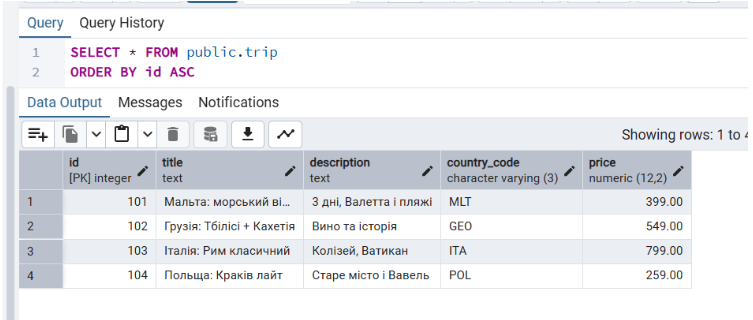 Query Query History
1 SELECT * FROM public.trip
2 ORDER BY id ASC
Data Output Messages Notifications
Showing rows: 1 to 4
id title description country_code price
[PK] integer text text character varying (3) numeric (12,2)
1 101 Мальта: морський ві... 3 дні, Валетта і пляжі MLT 399.00
2 102 Грузія: Тбілісі + Кахетія Вино та історія GEO 549.00
3 103 Італія: Рим класичний Колізей, Ватикан ITA 799.00
4 104 Польща: Краків лайт Старе місто і Вавель POL 259.00